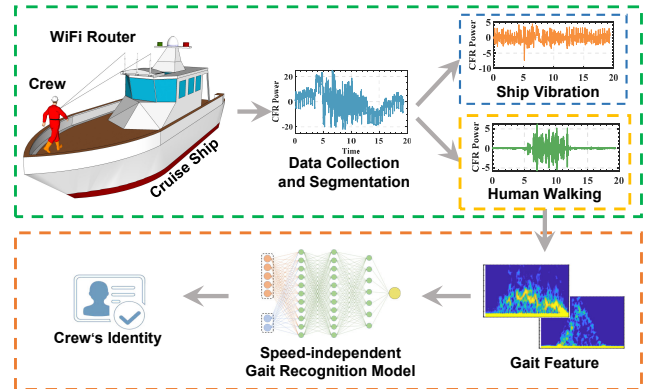 WiFi Router
Crew
Cruise Ship
CFR Power
20
0
-20
0 5 10 15 20
Time
Data Collection
and Segmentation
CFR Power
5
0
-5
-10
0 5 10 15 20
Ship Vibration
CFR Power
5
0
-5
0 5 10 15 20
Human Walking
Crew's Identity
Speed-independent
Gait Recognition Model
Gait Feature